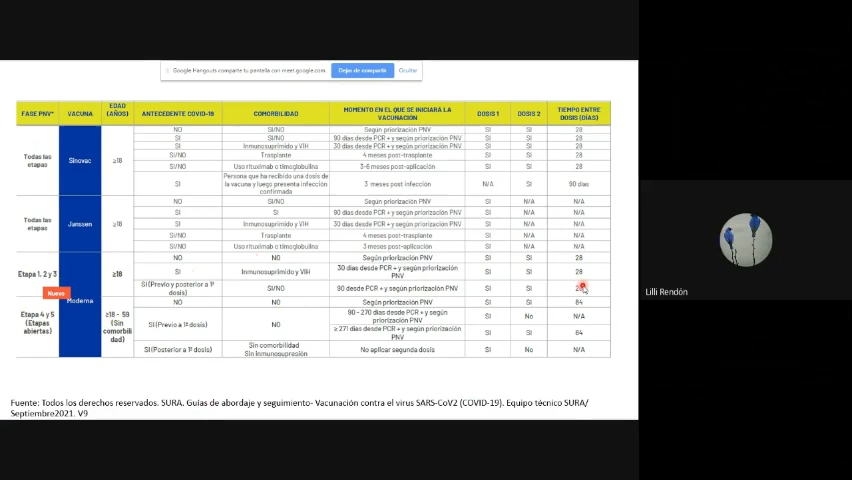 Google Hangouts comparte tu pantalla con meet.google.com. Dejar de compartir Ocultar
FASE PNV* VACUNA EDAD (AÑOS) ANTECEDENTE COVID-19 COMORBILIDAD MOMENTO EN EL QUE SE INICIARÁ LA VACUNACIÓN DOSIS 1 DOSIS 2 TIEMPO ENTRE DOSIS (DÍAS)
Todas las etapas Sinovac ≥18
NO SI/NO Según priorización PNV SI SI 28
SI SI/NO 90 días desde PCR + y según priorización PNV SI SI 28
SI Inmunosuprimido y VIH 30 días desde PCR + y según priorización PNV SI SI 28
SI/NO Trasplante 4 meses post-trasplante SI SI 28
SI/NO Uso rituximab o timoglobulina 3-6 meses post-aplicación SI SI 28
SI Persona que ha recibido una dosis de la vacuna y luego presenta infección confirmada 3 meses post infección N/A SI 90 días
Todas las etapas Janssen ≥18
NO SI/NO Según priorización PNV SI N/A N/A
SI SI 90 días desde PCR + y según priorización PNV SI N/A N/A
SI Inmunosuprimido y VIH 30 días desde PCR + y según priorización PNV SI N/A N/A
SI/NO Trasplante 4 meses post-trasplante SI N/A N/A
SI/NO Uso rituximab o timoglobulina 3 meses post-aplicación SI N/A N/A
Etapa 1, 2 y 3 Moderna ≥18
NO NO Según priorización PNV SI SI 28
SI Inmunosuprimido y VIH 30 días desde PCR + y según priorización PNV SI SI 28
SI (Previo y posterior a 1ª dosis) SI/NO 90 desde PCR + y según priorización PNV SI SI
Nuevo
Etapa 4 y 5 (Etapas abiertas) ≥18 - 59 (Sin comorbilidad)
NO NO Según priorización PNV SI SI 84
SI (Previo a 1ª dosis) NO 90 - 270 días desde PCR + y según priorización PNV SI No N/A
≥ 271 días desde PCR + y según priorización PNV SI SI 84
SI (Posterior a 1ª dosis) Sin comorbilidad Sin inmunosupresión No aplicar segunda dosis SI No N/A
Fuente: Todos los derechos reservados. SURA. Guías de abordaje y seguimiento- Vacunación contra el virus SARS-CoV2 (COVID-19). Equipo técnico SURA/
Septiembre2021. V9
Lilli Rendón